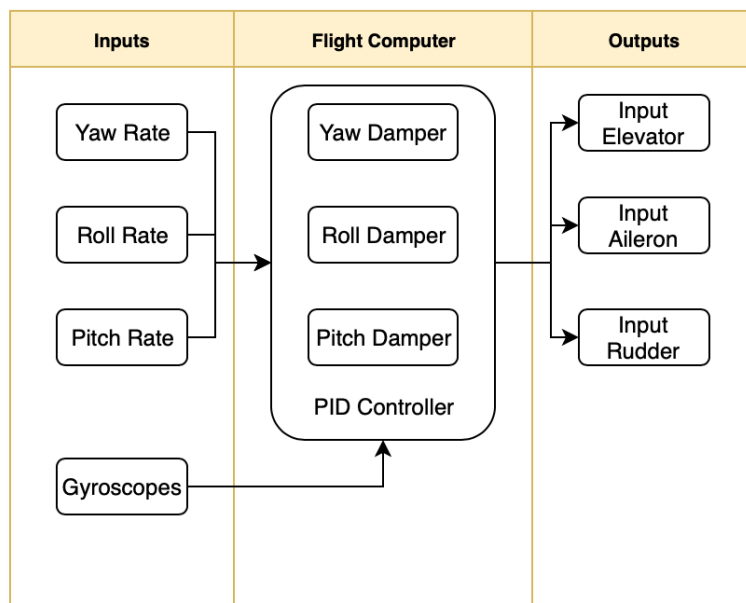 Inputs
Flight Computer
Outputs
Yaw Rate
Roll Rate
Pitch Rate
Gyroscopes
Yaw Damper
Roll Damper
Pitch Damper
PID Controller
Input
Elevator
Input
Aileron
Input
Rudder